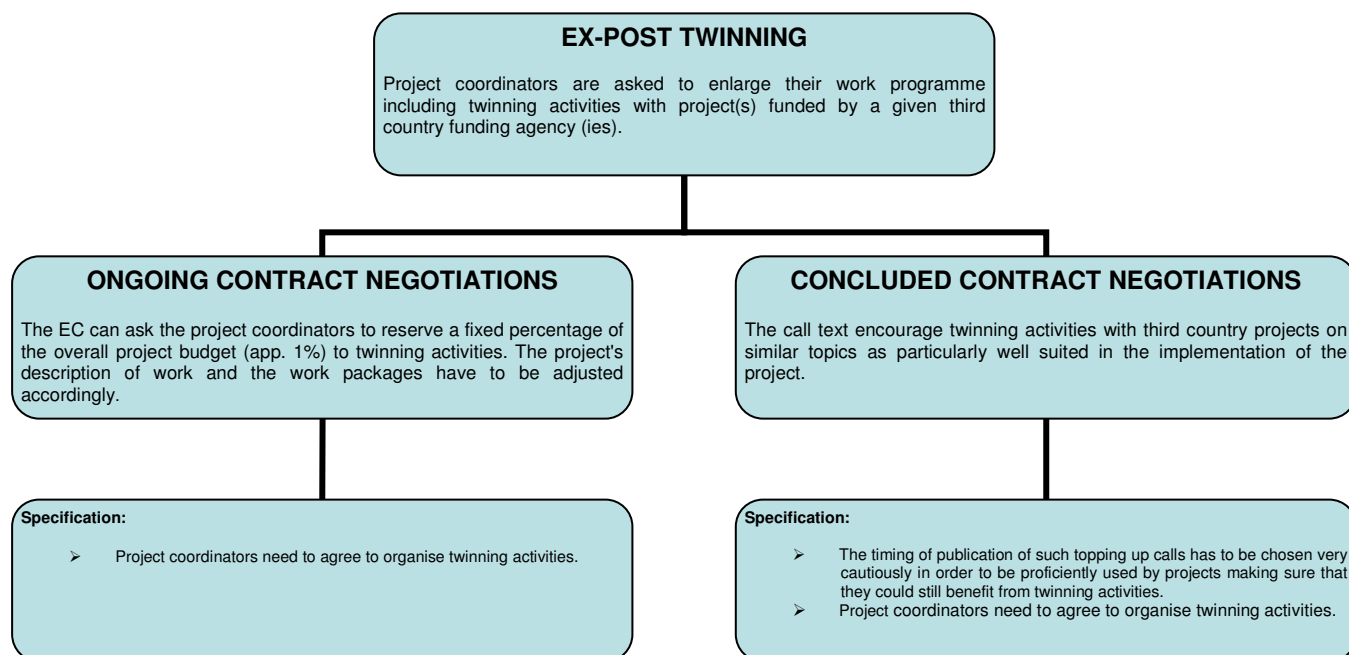 EX-POST TWINNING
Project coordinators are asked to enlarge their work programme
including twinning activities with project(s) funded by a given third
country funding agency (ies).
ONGOING CONTRACT NEGOTIATIONS
The EC can ask the project coordinators to reserve a fixed percentage of
the overall project budget (app. 1%) to twinning activities. The project's
description of work and the work packages have to be adjusted
accordingly.
CONCLUDED CONTRACT NEGOTIATIONS
The call text encourage twinning activities with third country projects on
similar topics as particularly well suited in the implementation of the
project.
Specification:
➢ Project coordinators need to agree to organise twinning activities.
Specification:
➢ The timing of publication of such topping up calls has to be chosen very
cautiously in order to be proficiently used by projects making sure that
they could still benefit from twinning activities.
➢ Project coordinators need to agree to organise twinning activities.